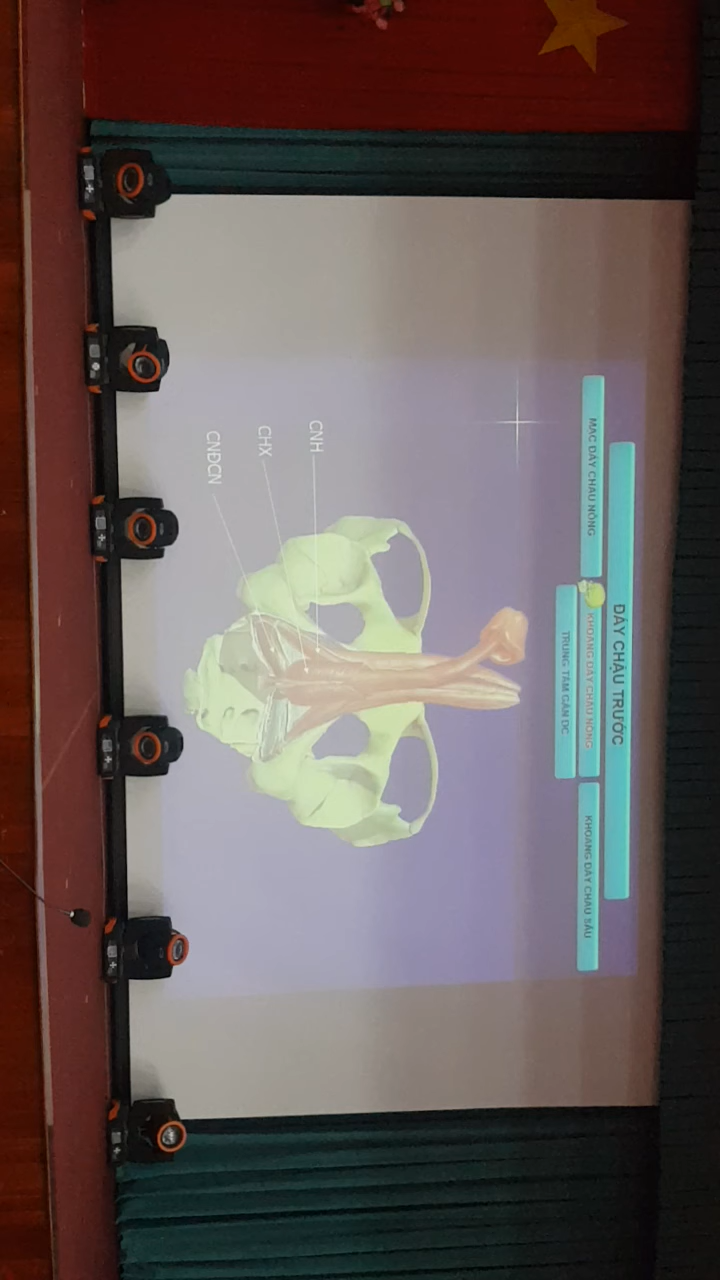 ĐÁY CHẬU TRƯỚC
MẠC ĐÁY CHẬU NÔNG
KHOANG ĐÁY CHẬU NÔNG
KHOANG ĐÁY CHẬU SÂU
TRUNG TÂM GÂN ĐC
CNH
CHX
CNĐCN